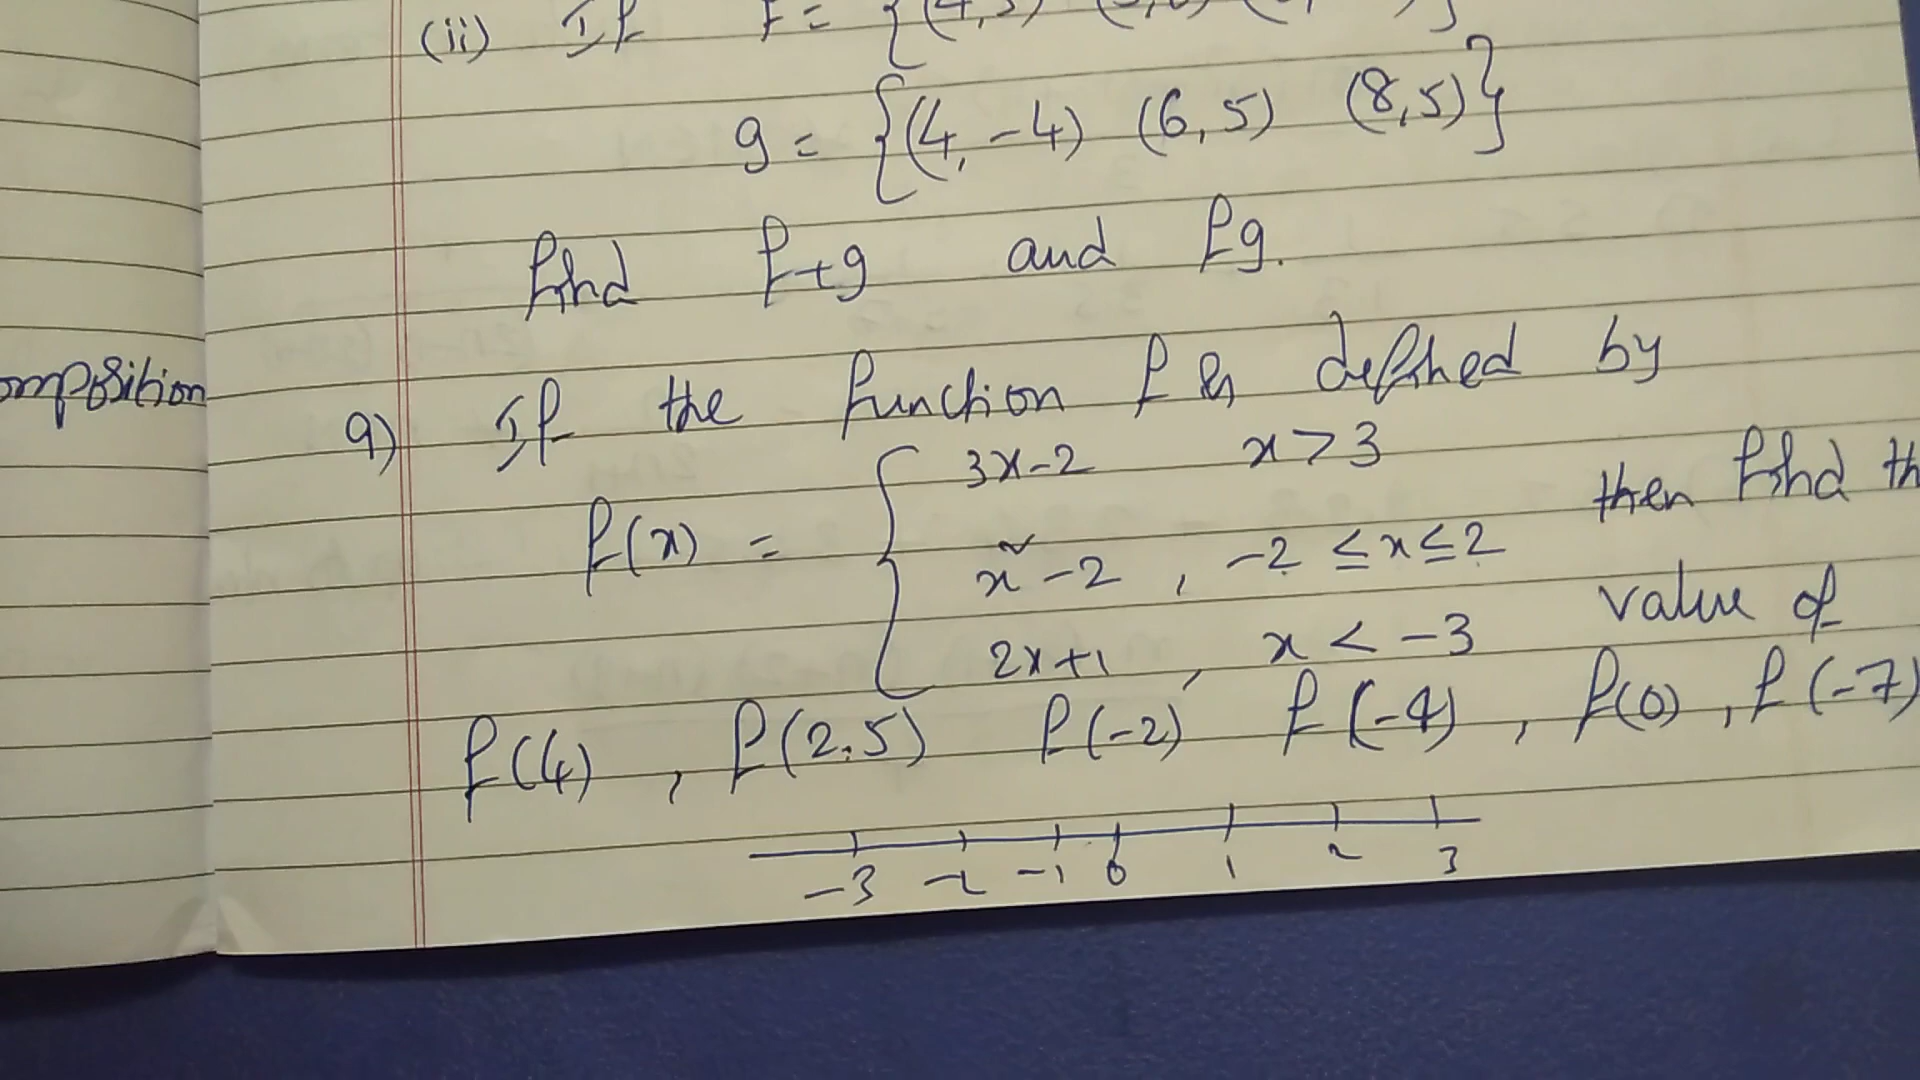 (ii) If f = {(4,5)
g = {(4,-4) (6,5) (8,5)}
find f+g and fg.
omposition
9) If the function f is defined by
f(x) = { 3x-2 x>3 then find th
x²-2 , -2 ≤ x ≤ 2
2x+1 , x < -3 value of
f(4) , f(2.5) f(-2) f(-4) , f(0) , f(-7)
-3 -2 -1 0 1 2 3